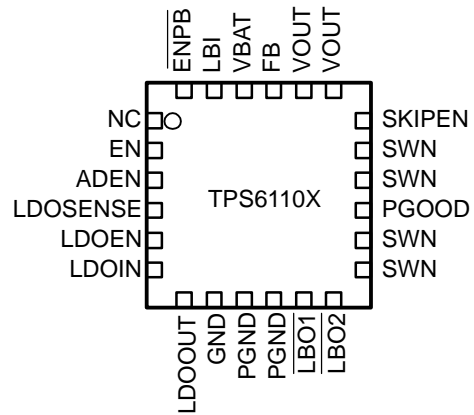 ENPB
LBI
VBAT
FB
VOUT
VOUT
NC
EN
ADEN
LDOSENSE
LDOEN
LDOIN
TPS6110X
SKIPEN
SWN
SWN
PGOOD
SWN
SWN
LDOOUT
GND
PGND
PGND
LBO1
LBO2